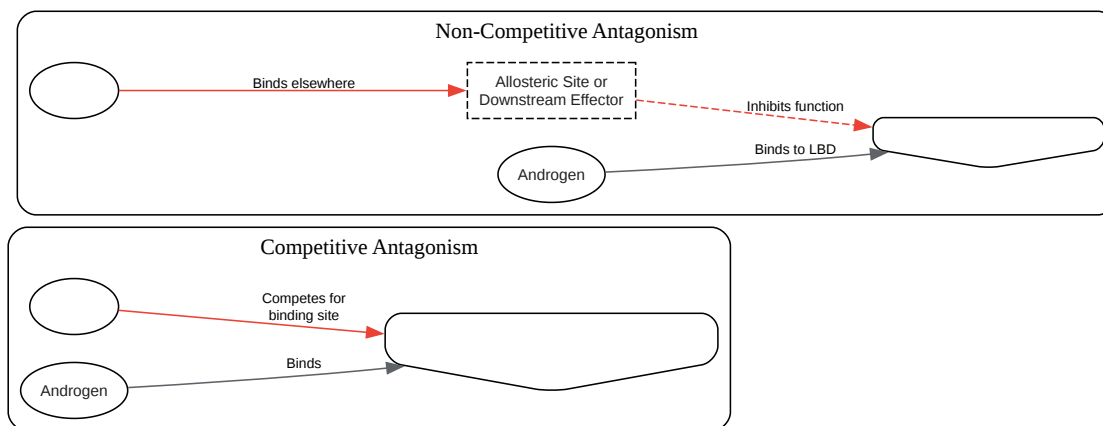 Non-Competitive Antagonism
Binds elsewhere
Allosteric Site or
Downstream Effector
Inhibits function
Binds to LBD
Androgen
Competitive Antagonism
Competes for
binding site
Binds
Androgen